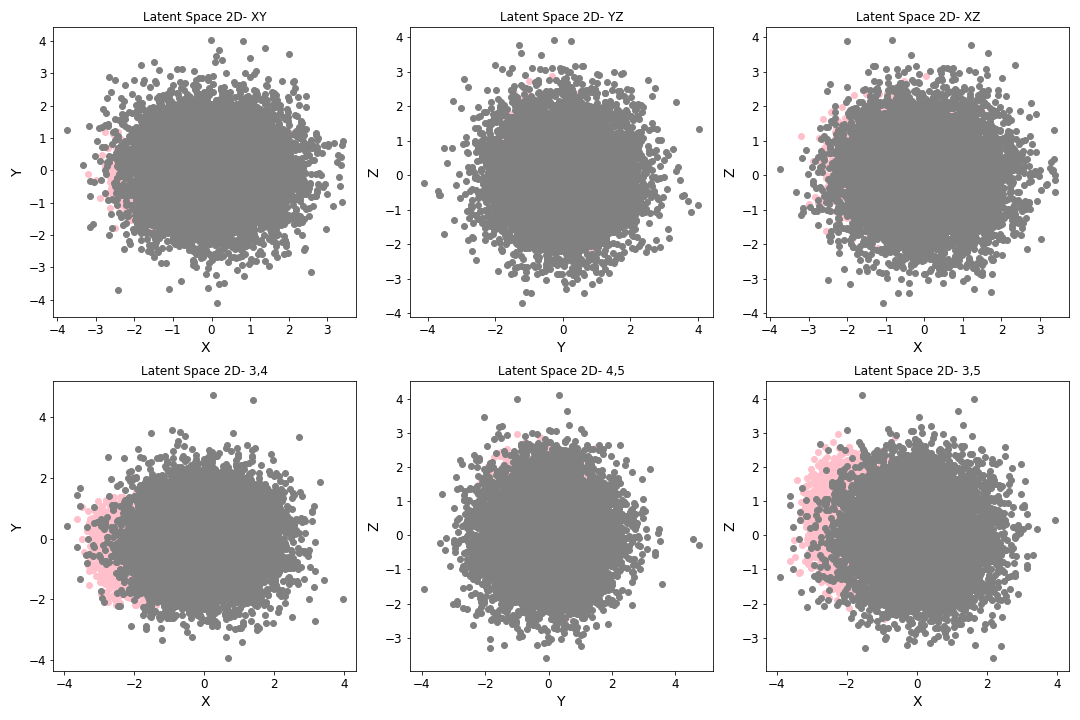 Latent Space 2D- XY
Latent Space 2D- YZ
Latent Space 2D- XZ
4
3
2
1
0
−1
−2
−3
−4
Y
−4 −3 −2 −1 0 1 2 3
X
4
3
2
1
0
−1
−2
−3
−4
Z
−4 −2 0 2 4
Y
4
3
2
1
0
−1
−2
−3
−4
Z
−4 −3 −2 −1 0 1 2 3
X
Latent Space 2D- 3,4
Latent Space 2D- 4,5
Latent Space 2D- 3,5
4
2
0
−2
−4
Y
−4 −2 0 2 4
X
4
3
2
1
0
−1
−2
−3
Z
−4 −2 0 2 4
Y
4
3
2
1
0
−1
−2
−3
Z
−4 −2 0 2 4
X